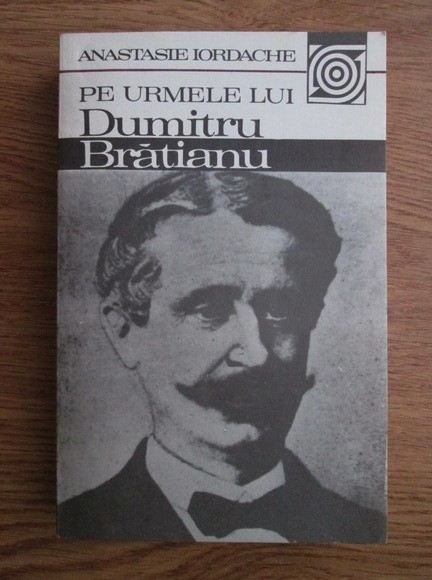 ANASTASIE IORDACHE
PE URMELE LUI
Dumitru
Brătianu